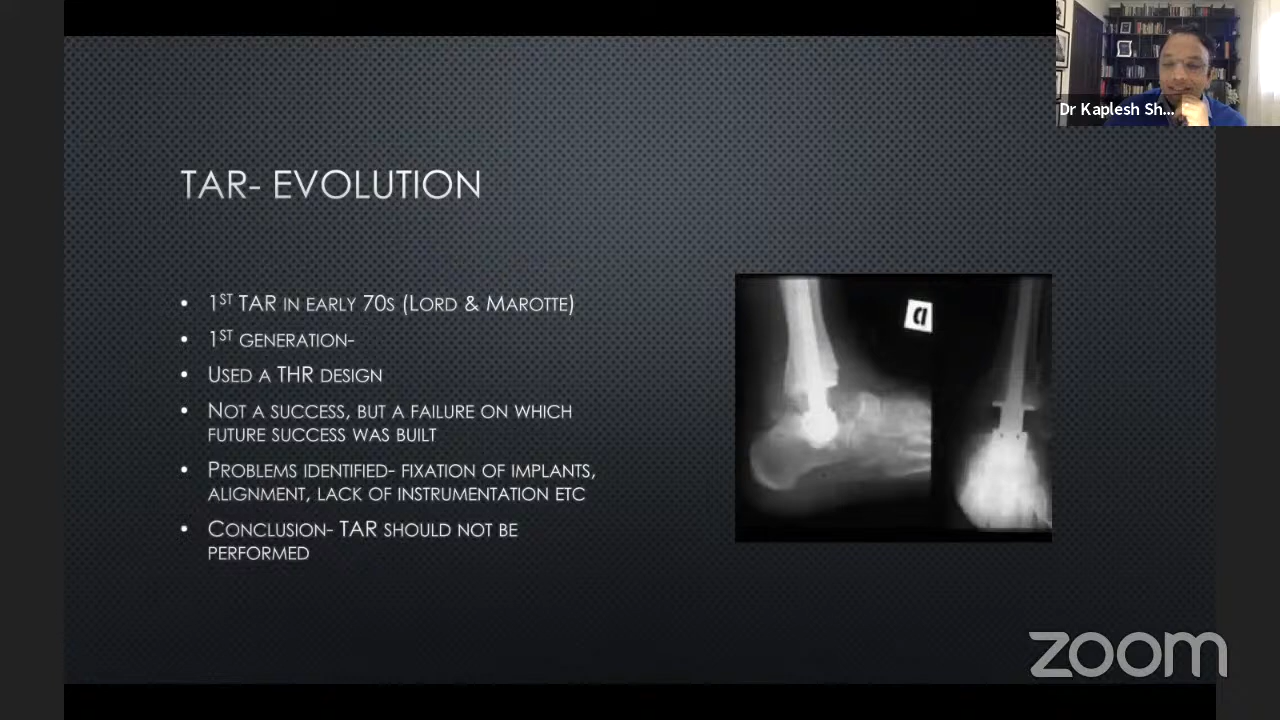 Dr Kaplesh Sh...
TAR- EVOLUTION
• 1ST TAR IN EARLY 70S (LORD & MAROTTE)
• 1ST GENERATION-
• USED A THR DESIGN
• NOT A SUCCESS, BUT A FAILURE ON WHICH
FUTURE SUCCESS WAS BUILT
• PROBLEMS IDENTIFIED- FIXATION OF IMPLANTS,
ALIGNMENT, LACK OF INSTRUMENTATION ETC
• CONCLUSION- TAR SHOULD NOT BE
PERFORMED
a
zoom